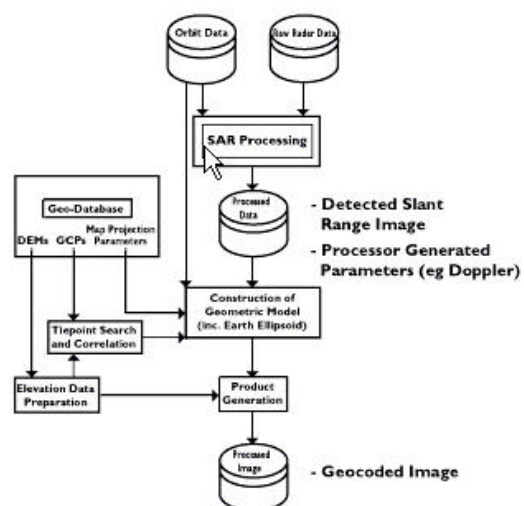 Orbit Data
Raw Radar Data
SAR Processing
Processed
Data
- Detected Slant
Range Image
- Processor Generated
Parameters (eg Doppler)
Geo-Database
DEMs GCPs Map Projection
Parameters
Construction of
Geometric Model
(inc. Earth Ellipsoid)
Tiepoint Search
and Correlation
Elevation Data
Preparation
Product
Generation
Processed
Image
- Geocoded Image